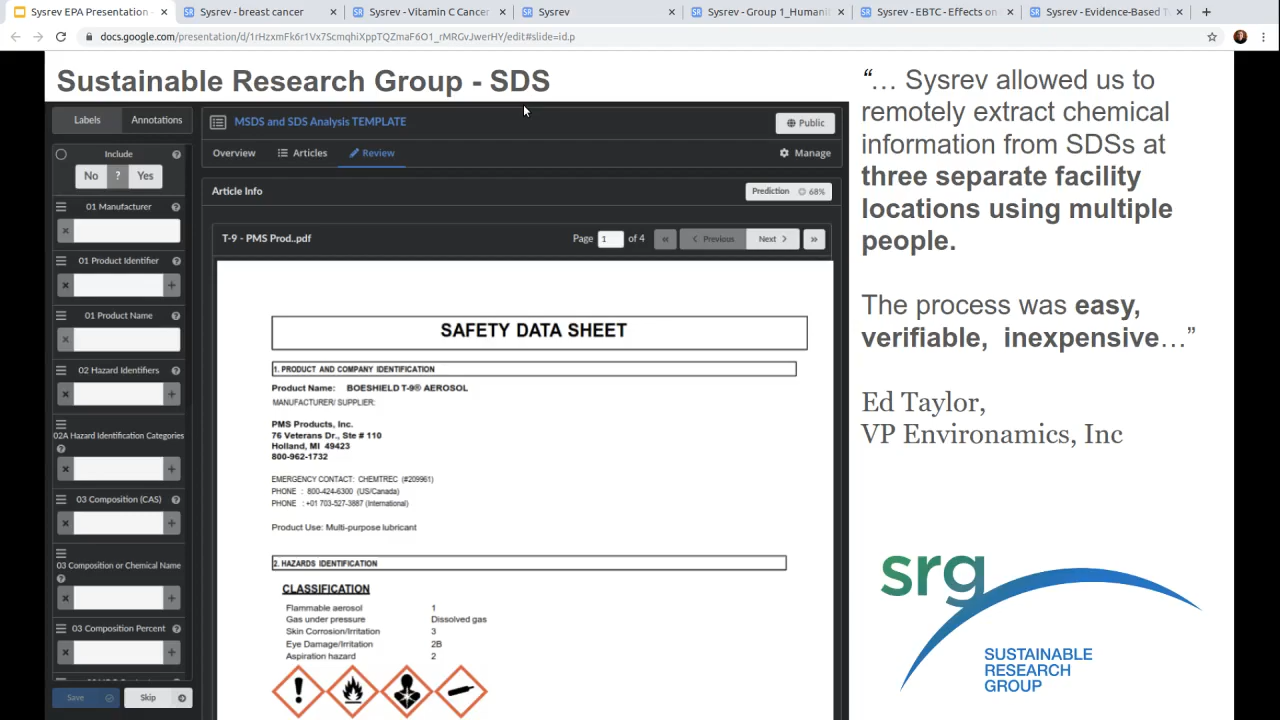 Sysrev EPA Presentation -
Sysrev - breast cancer
Sysrev - Vitamin C Cancer
Sysrev
Sysrev - Group 1_Humani
Sysrev - EBTC - Effects on
Sysrev - Evidence-Based T
docs.google.com/presentation/d/1rHzxmFk6r1Vx7ScmqhiXppTQZmaF6O1_rMRGvJwerHY/edit#slide=id.p
Sustainable Research Group - SDS
Labels
Annotations
Include
No ? Yes
01 Manufacturer
01 Product Identifier
01 Product Name
02 Hazard Identifiers
02A Hazard Identification Categories
03 Composition (CAS)
03 Composition or Chemical Name
03 Composition Percent
Save
Skip
MSDS and SDS Analysis TEMPLATE
Public
Overview
Articles
Review
Manage
Article Info
Prediction 68%
T-9 - PMS Prod..pdf
Page 1 of 4
« Previous
Next »
SAFETY DATA SHEET
1. PRODUCT AND COMPANY IDENTIFICATION
Product Name: BOESHIELD T-9® AEROSOL
MANUFACTURER/ SUPPLIER:
PMS Products, Inc.
76 Veterans Dr., Ste # 110
Holland, MI 49423
800-962-1732
EMERGENCY CONTACT: CHEMTREC (#209961)
PHONE : 800-424-6300 (US/Canada)
PHONE : +01 703-527-3887 (International)
Product Use: Multi-purpose lubricant
2. HAZARDS IDENTIFICATION
CLASSIFICATION
Flammable aerosol 1
Gas under pressure Dissolved gas
Skin Corrosion/Irritation 3
Eye Damage/Irritation 2B
Aspiration hazard 2
“… Sysrev allowed us to
remotely extract chemical
information from SDSs at
three separate facility
locations using multiple
people.
The process was easy,
verifiable, inexpensive…”
Ed Taylor,
VP Environamics, Inc
srg
SUSTAINABLE
RESEARCH
GROUP